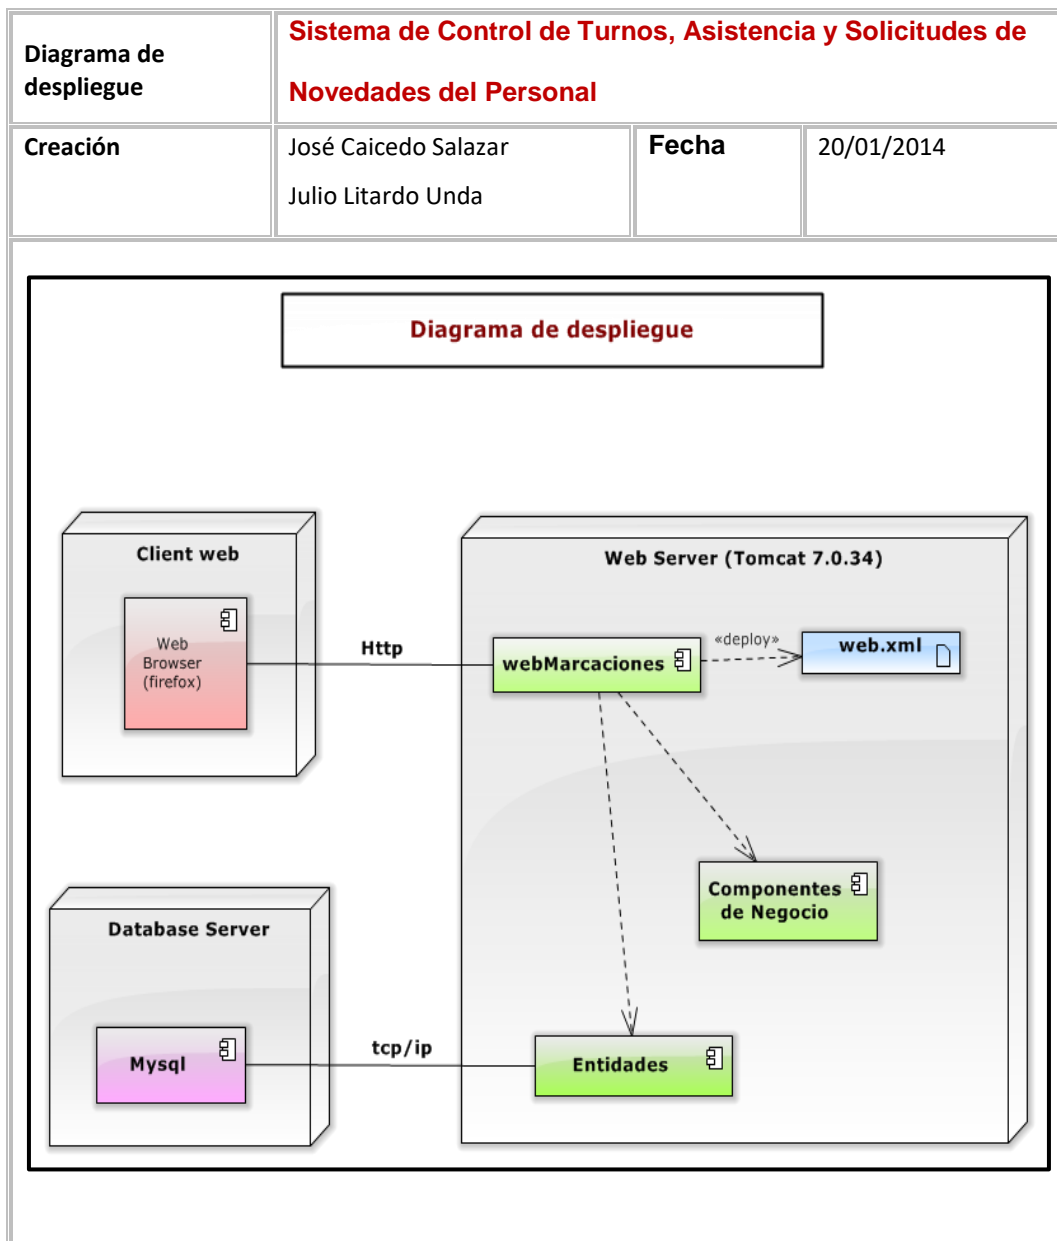 Diagrama de
despliegue
Sistema de Control de Turnos, Asistencia y Solicitudes de
Novedades del Personal
Creación
José Caicedo Salazar
Julio Litardo Unda
Fecha
20/01/2014
Diagrama de despliegue
Client web
Web
Browser
(firefox)
Http
Web Server (Tomcat 7.0.34)
webMarcaciones
«deploy»
web.xml
Componentes
de Negocio
Database Server
Mysql
tcp/ip
Entidades